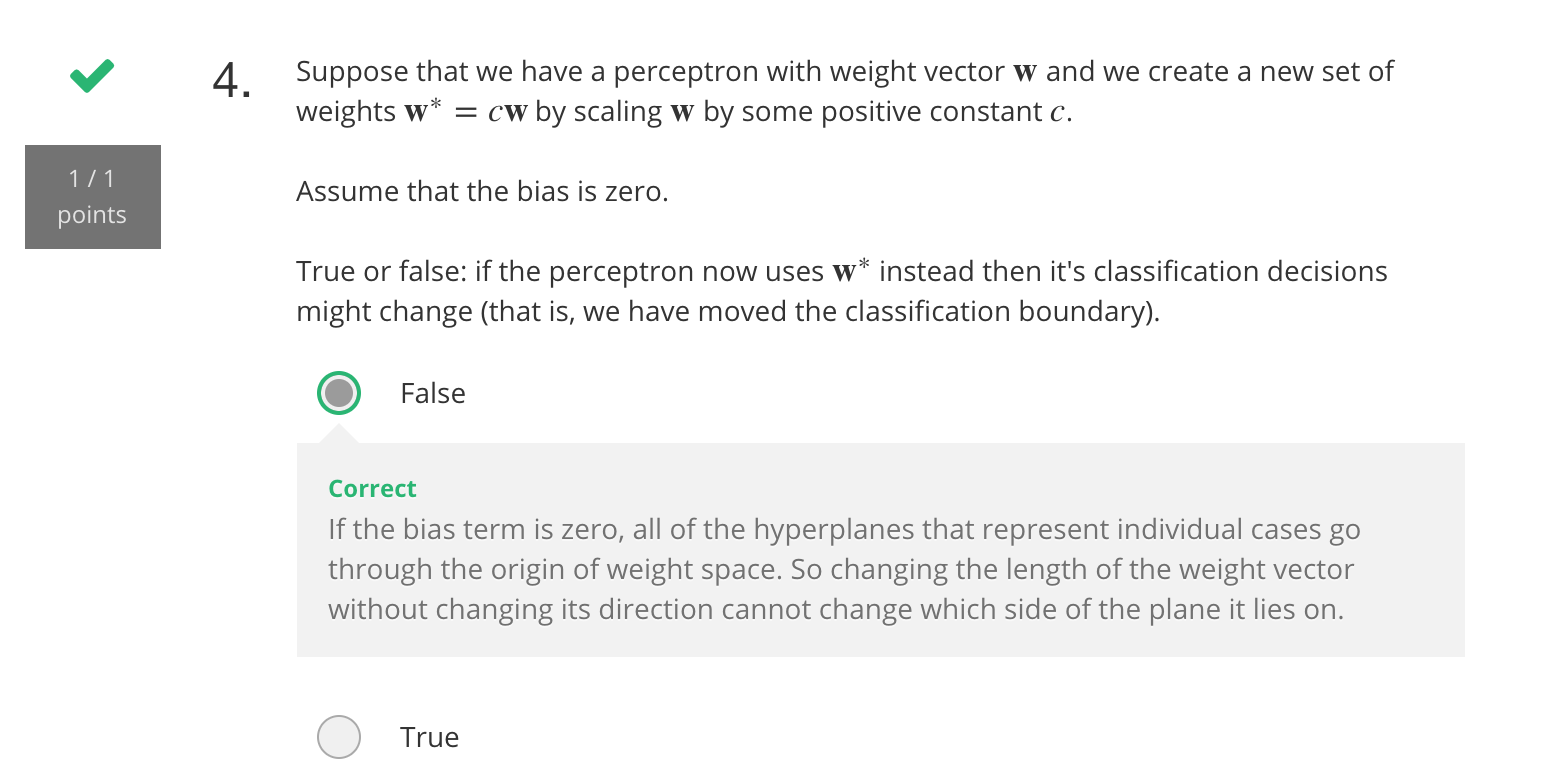 4.
Suppose that we have a perceptron with weight vector w and we create a new set of
weights w* = cw by scaling w by some positive constant c.
1 / 1
points
Assume that the bias is zero.
True or false: if the perceptron now uses w* instead then it's classification decisions
might change (that is, we have moved the classification boundary).
False
Correct
If the bias term is zero, all of the hyperplanes that represent individual cases go
through the origin of weight space. So changing the length of the weight vector
without changing its direction cannot change which side of the plane it lies on.
True